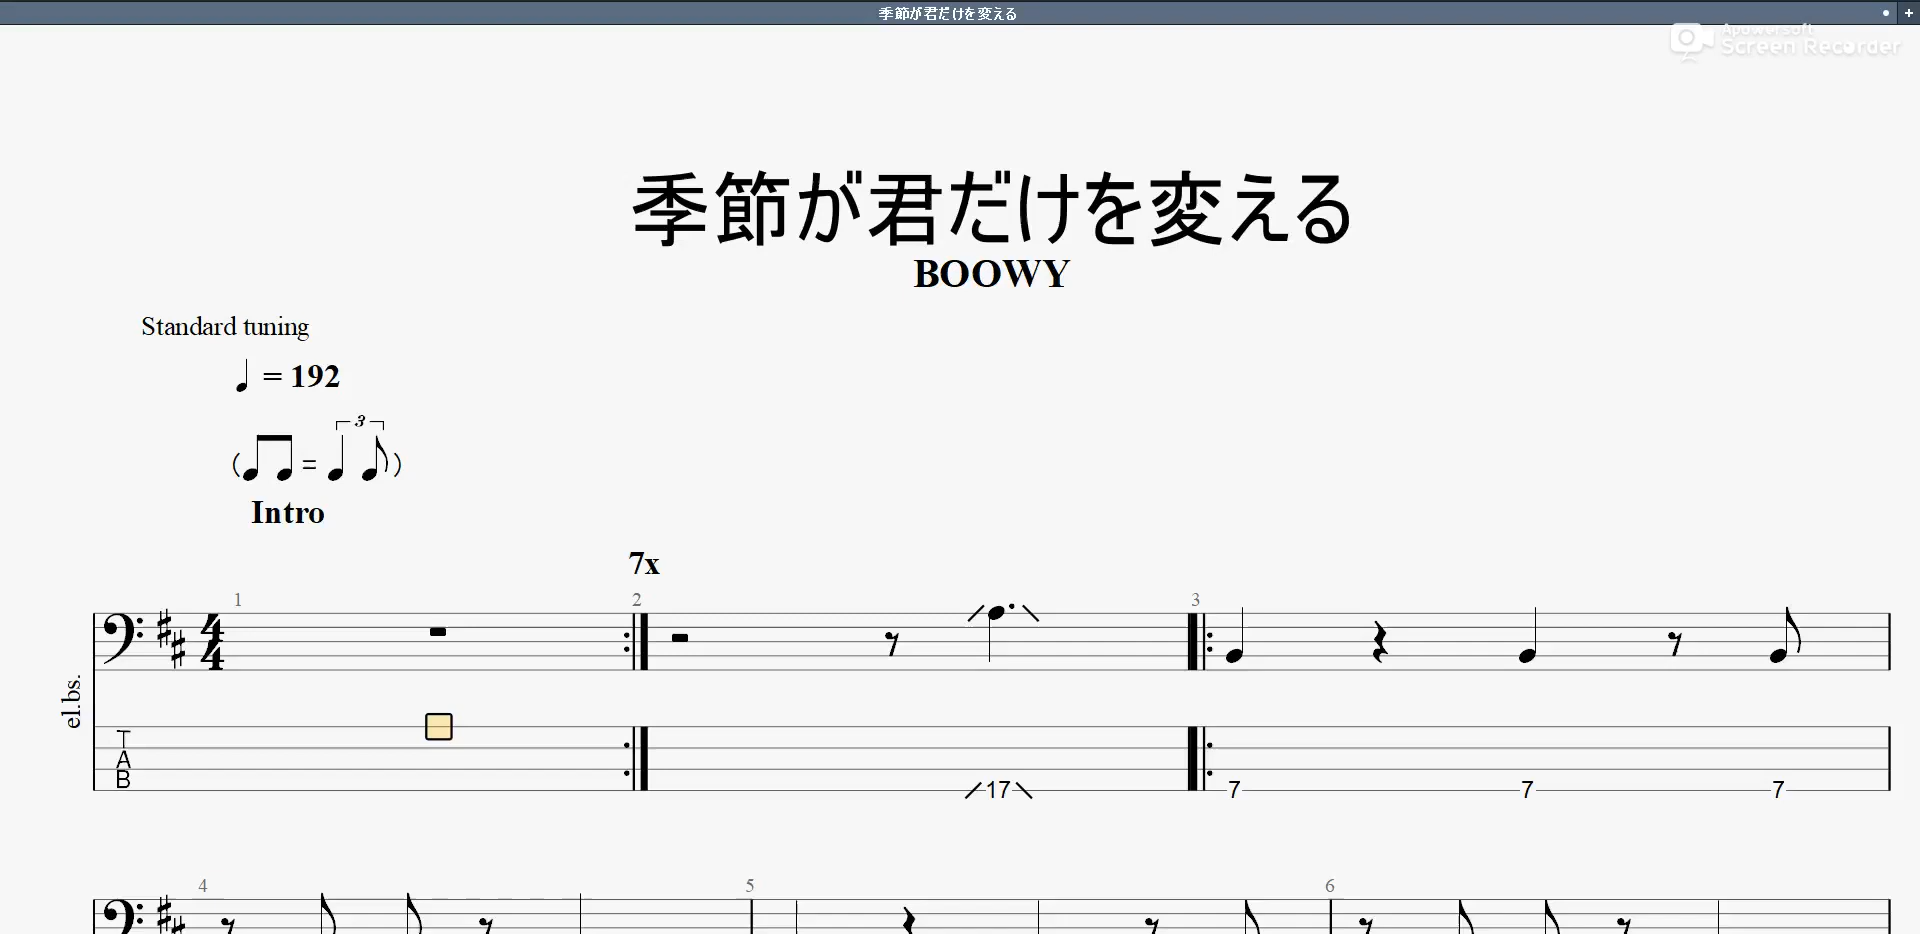 季節が君だけを変える
+
Apowersoft
Screen Recorder
季節が君だけを変える
BOOWY
Standard tuning
= 192
3
( = )
Intro
7x
1 2 3
4
4
el.bs.
T
A
B
17 7 7 7
4 5 6